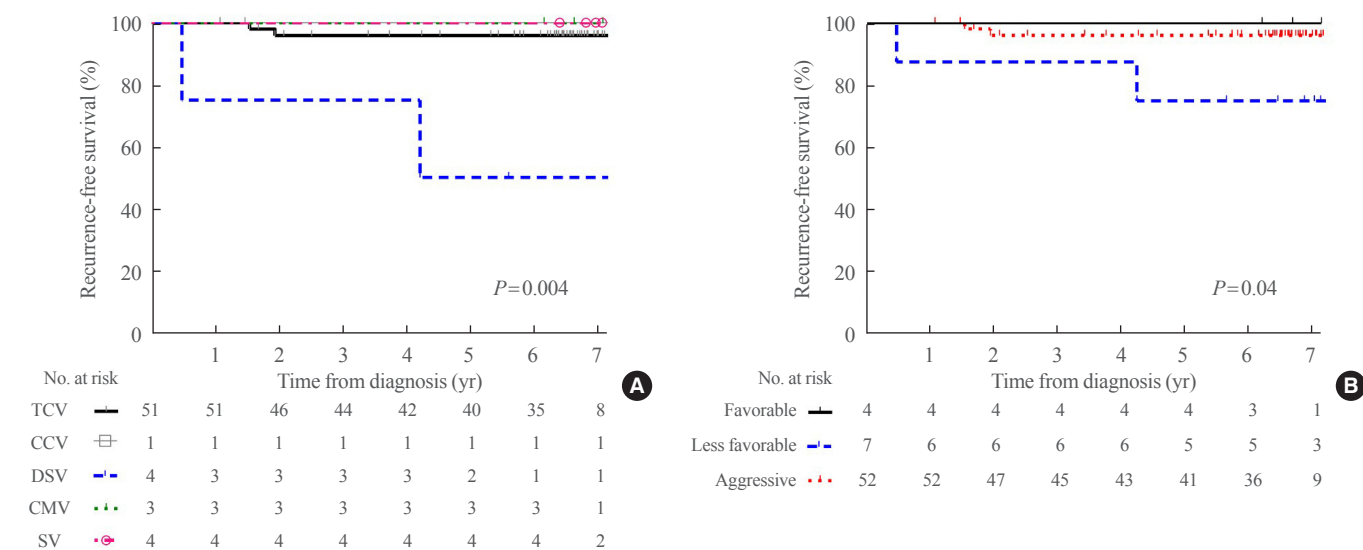 Recurrence-free survival (%)
100
80
60
40
20
0
P=0.004
1 2 3 4 5 6 7
Time from diagnosis (yr)
A
No. at risk
TCV 51 51 46 44 42 40 35 8
CCV 1 1 1 1 1 1 1 1
DSV 4 3 3 3 3 2 1 1
CMV 3 3 3 3 3 3 3 1
SV 4 4 4 4 4 4 4 2
Recurrence-free survival (%)
100
80
60
40
20
0
P=0.04
1 2 3 4 5 6 7
Time from diagnosis (yr)
B
No. at risk
Favorable 4 4 4 4 4 4 3 1
Less favorable 7 6 6 6 6 5 5 3
Aggressive 52 52 47 45 43 41 36 9